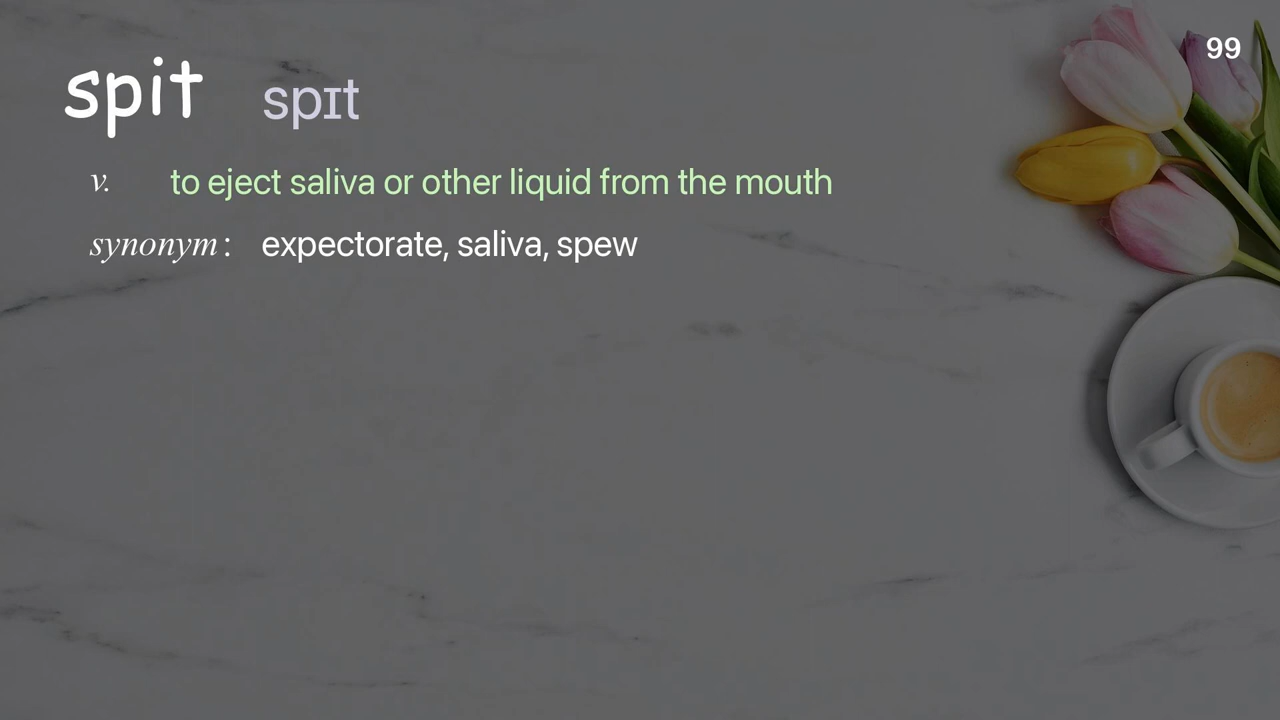 99
spit spɪt
v. to eject saliva or other liquid from the mouth
synonym: expectorate, saliva, spew